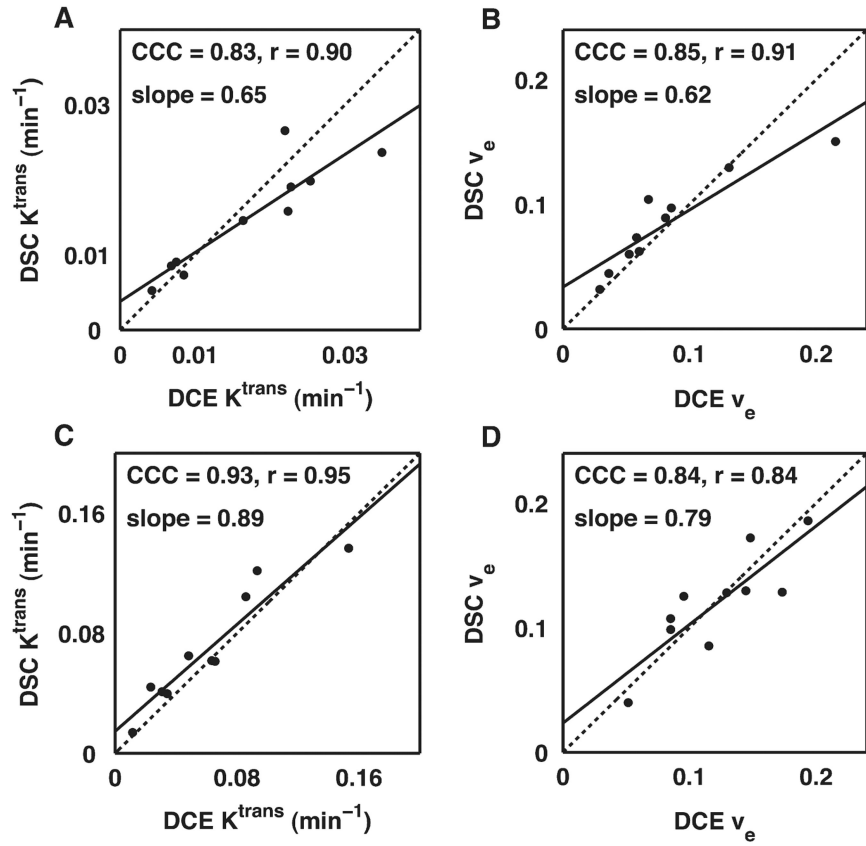 A
CCC = 0.83, r = 0.90
slope = 0.65
0.03
0.01
0
DSC K^trans (min^−1)
0 0.01 0.03
DCE K^trans (min^−1)
B
CCC = 0.85, r = 0.91
slope = 0.62
0.2
0.1
0
DSC v_e
0 0.1 0.2
DCE v_e
C
CCC = 0.93, r = 0.95
slope = 0.89
0.16
0.08
0
DSC K^trans (min^−1)
0 0.08 0.16
DCE K^trans (min^−1)
D
CCC = 0.84, r = 0.84
slope = 0.79
0.2
0.1
0
DSC v_e
0 0.1 0.2
DCE v_e